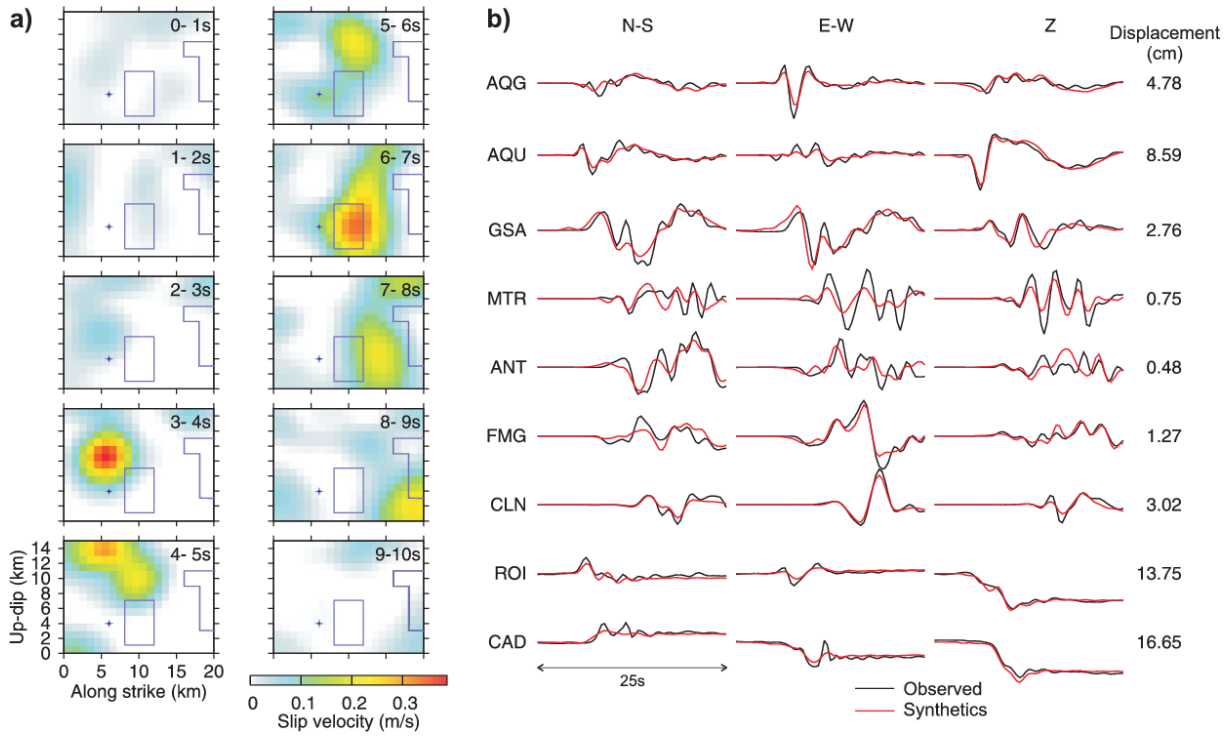 a)
0- 1s
5- 6s
1- 2s
6- 7s
2- 3s
7- 8s
3- 4s
8- 9s
4- 5s
9-10s
14
12
10
8
6
4
2
0
Up-dip (km)
0 5 10 15 20
Along strike (km)
0 0.1 0.2 0.3
Slip velocity (m/s)
b)
N-S E-W Z Displacement
(cm)
AQG 4.78
AQU 8.59
GSA 2.76
MTR 0.75
ANT 0.48
FMG 1.27
CLN 3.02
ROI 13.75
CAD 16.65
25s
Observed
Synthetics